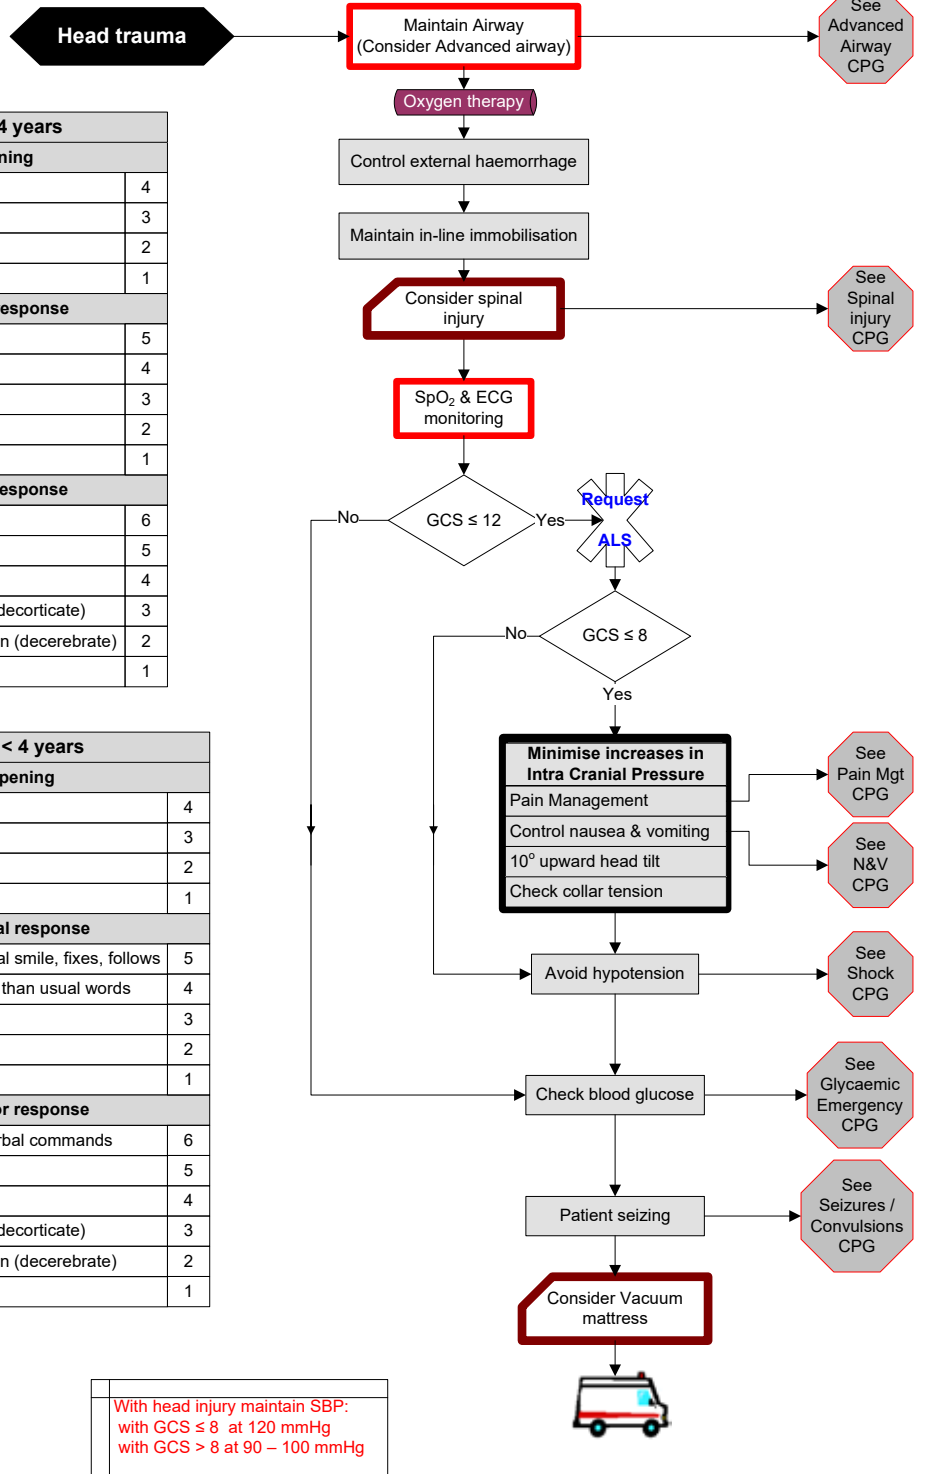 Head trauma
Maintain Airway
(Consider Advanced airway)
See
Advanced
Airway
CPG
Oxygen therapy
Control external haemorrhage
Maintain in-line immobilisation
Consider spinal
injury
See
Spinal
injury
CPG
SpO2 & ECG
monitoring
No
GCS ≤ 12
Yes
Request
ALS
No
GCS ≤ 8
Yes
Minimise increases in
Intra Cranial Pressure
Pain Management
Control nausea & vomiting
10° upward head tilt
Check collar tension
See
Pain Mgt
CPG
See
N&V
CPG
Avoid hypotension
See
Shock
CPG
Check blood glucose
See
Glycaemic
Emergency
CPG
Patient seizing
See
Seizures /
Convulsions
CPG
Consider Vacuum
mattress
4 years
ning
4
3
2
1
esponse
5
4
3
2
1
esponse
6
5
4
decorticate) 3
n (decerebrate) 2
1
< 4 years
pening
4
3
2
1
al response
al smile, fixes, follows 5
than usual words 4
3
2
1
or response
rbal commands 6
5
4
decorticate) 3
n (decerebrate) 2
1
With head injury maintain SBP:
with GCS ≤ 8 at 120 mmHg
with GCS > 8 at 90 – 100 mmHg